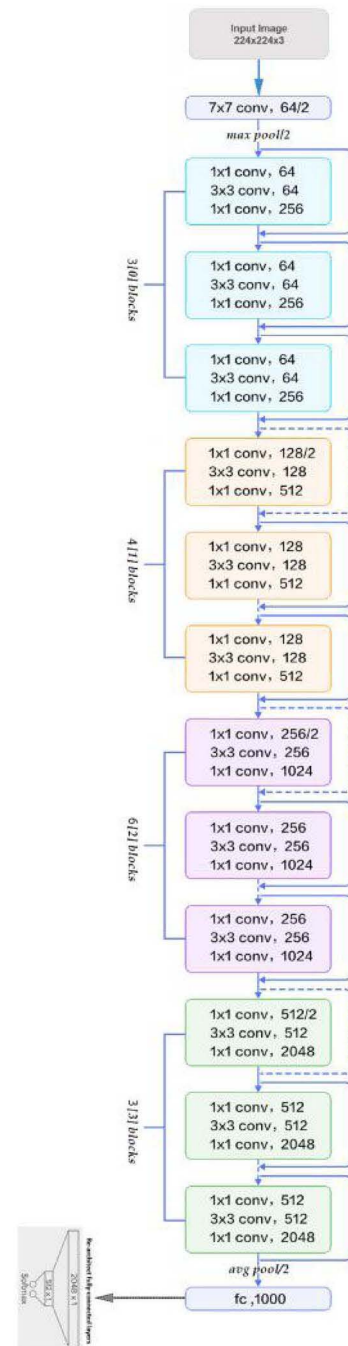 Input Image
224x224x3
7x7 conv, 64/2
max pool/2
1x1 conv, 64
3x3 conv, 64
1x1 conv, 256
1x1 conv, 64
3x3 conv, 64
1x1 conv, 256
3 [0] blocks
1x1 conv, 64
3x3 conv, 64
1x1 conv, 256
1x1 conv, 128/2
3x3 conv, 128
1x1 conv, 512
1x1 conv, 128
3x3 conv, 128
1x1 conv, 512
4 [1] blocks
1x1 conv, 128
3x3 conv, 128
1x1 conv, 512
1x1 conv, 256/2
3x3 conv, 256
1x1 conv, 1024
1x1 conv, 256
3x3 conv, 256
1x1 conv, 1024
6 [2] blocks
1x1 conv, 256
3x3 conv, 256
1x1 conv, 1024
1x1 conv, 512/2
3x3 conv, 512
1x1 conv, 2048
1x1 conv, 512
3x3 conv, 512
1x1 conv, 2048
3 [3] blocks
1x1 conv, 512
3x3 conv, 512
1x1 conv, 2048
avg pool/2
fc ,1000
Re-architect fully-connected layers
2048 x 1
512 x 1
Softmax